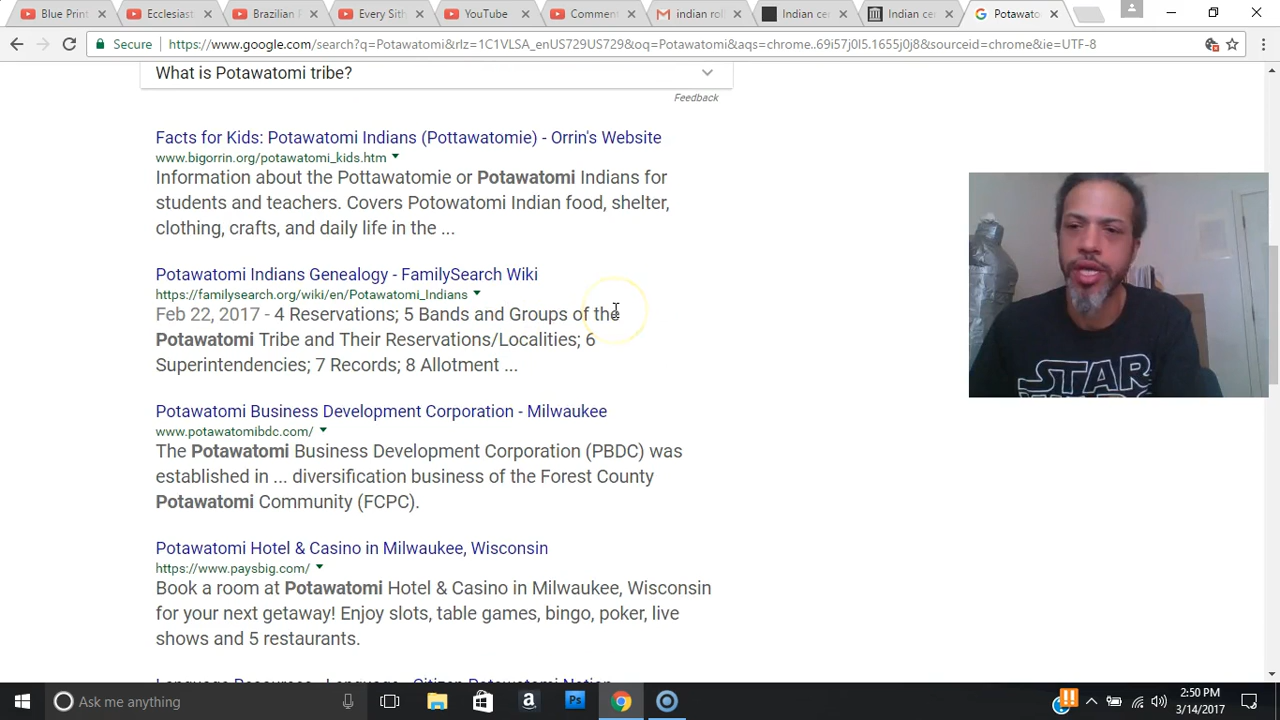 Blue Print
Ecclesiast
Brazilian F
Every Sith
YouTube
Comment
indian roll
Indian ce
Indian cen
Potawato
Secure
https://www.google.com/search?q=Potawatomi&rlz=1C1VLSA_enUS729US729&oq=Potawatomi&aqs=chrome..69i57j0l5.1655j0j8&sourceid=chrome&ie=UTF-8
What is Potawatomi tribe?
Feedback
Facts for Kids: Potawatomi Indians (Pottawatomie) - Orrin's Website
www.bigorrin.org/potawatomi_kids.htm
Information about the Pottawatomie or Potawatomi Indians for
students and teachers. Covers Potowatomi Indian food, shelter,
clothing, crafts, and daily life in the ...
Potawatomi Indians Genealogy - FamilySearch Wiki
https://familysearch.org/wiki/en/Potawatomi_Indians
Feb 22, 2017 - 4 Reservations; 5 Bands and Groups of the
Potawatomi Tribe and Their Reservations/Localities; 6
Superintendencies; 7 Records; 8 Allotment ...
Potawatomi Business Development Corporation - Milwaukee
www.potawatomibdc.com/
The Potawatomi Business Development Corporation (PBDC) was
established in ... diversification business of the Forest County
Potawatomi Community (FCPC).
Potawatomi Hotel & Casino in Milwaukee, Wisconsin
https://www.paysbig.com/
Book a room at Potawatomi Hotel & Casino in Milwaukee, Wisconsin
for your next getaway! Enjoy slots, table games, bingo, poker, live
shows and 5 restaurants.
Language Resources - Language - Citizen Potawatomi Nation
STAR
Ask me anything
2:50 PM
3/14/2017